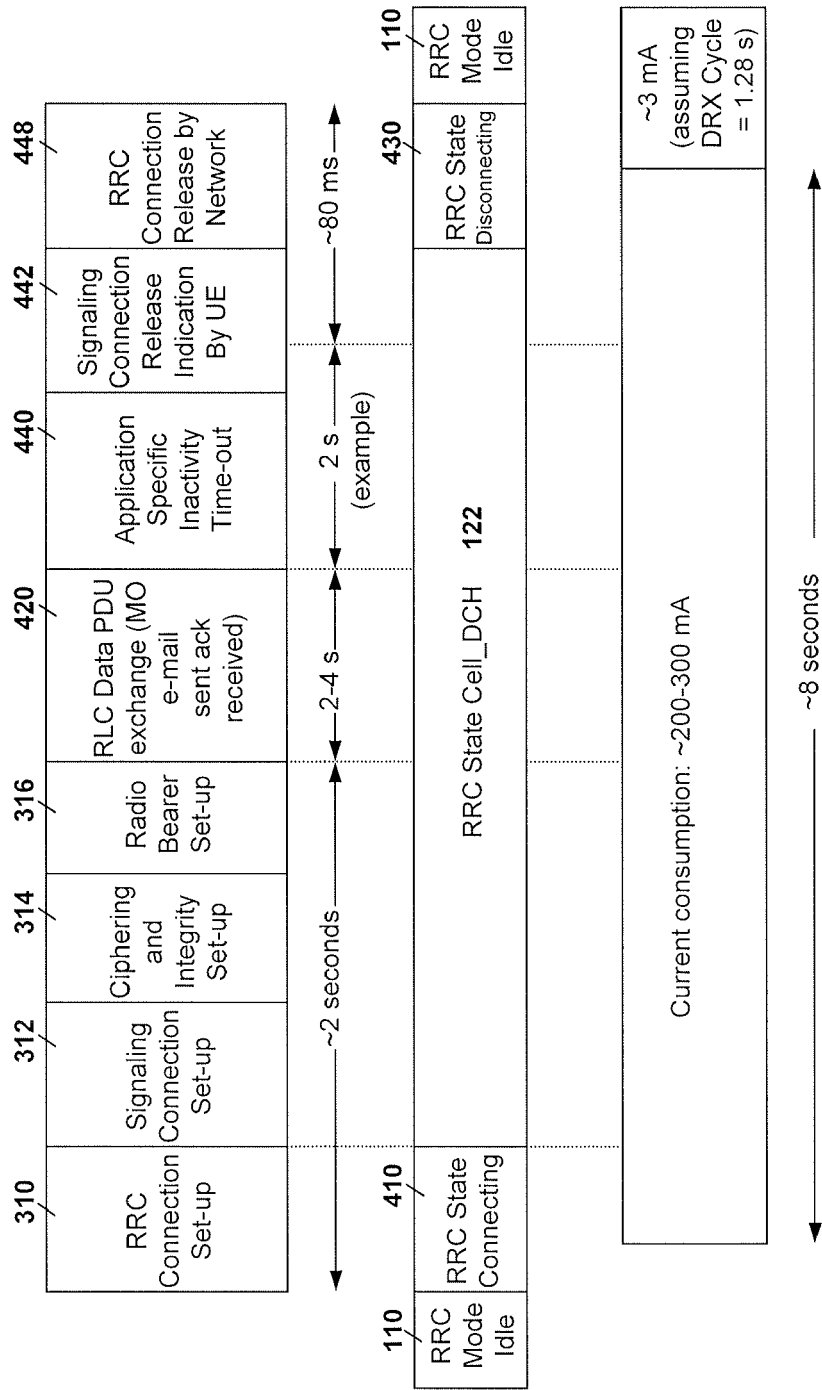 310
RRC
Connection
Set-up
312
Signaling
Connection
Set-up
314
Ciphering
and
Integrity
Set-up
316
Radio
Bearer
Set-up
420
RLC Data PDU
exchange (MO
e-mail
sent ack
received)
440
Application
Specific
Inactivity
Time-out
442
Signaling
Connection
Release
Indication
By UE
448
RRC
Connection
Release by
Network
~2 seconds
2-4 s
2 s
(example)
~80 ms
110
RRC
Mode
Idle
410
RRC State
Connecting
RRC State Cell_DCH 122
430
RRC State
Disconnecting
110
RRC
Mode
Idle
Current consumption: ~200-300 mA
~3 mA
(assuming
DRX Cycle
= 1.28 s)
~8 seconds